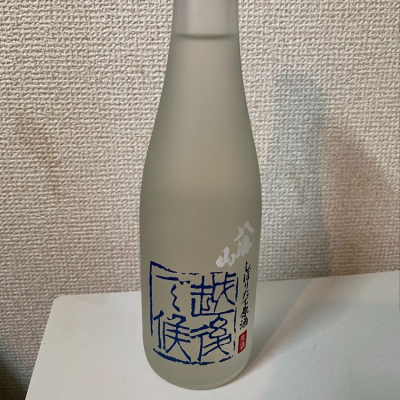 八海山
しぼりたて原酒
越後
で候